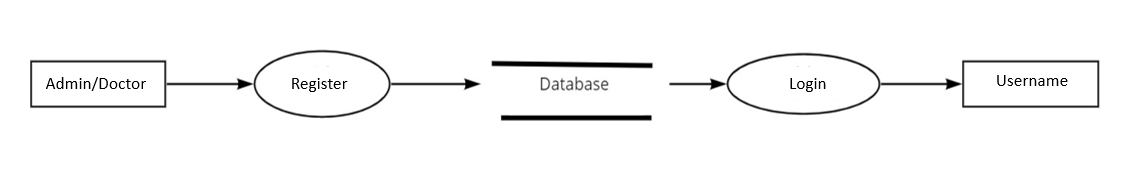 Admin/Doctor
Register
Database
Login
Username